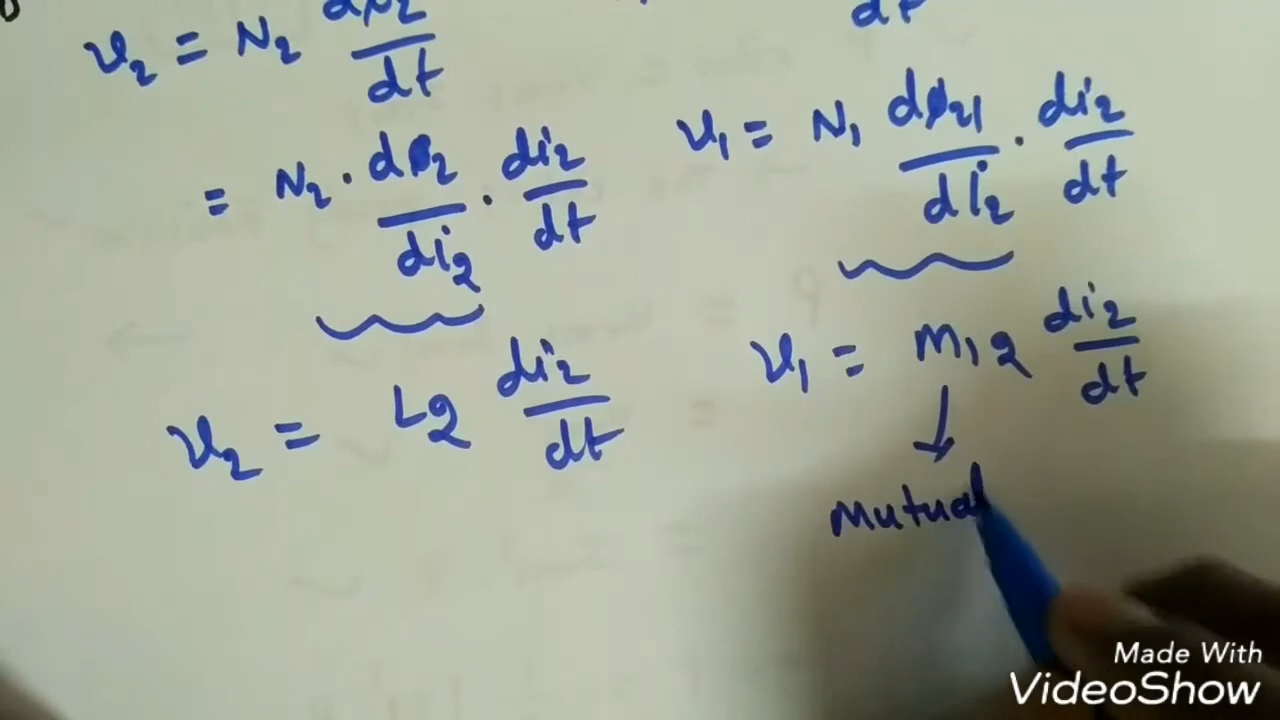 v₂ = N₂ dϕ₂/dt
= N₂ · dϕ₂/di₂ · di₂/dt
v₂ = L₂ di₂/dt
dt
v₁ = N₁ dϕ₂₁/di₂ · di₂/dt
v₁ = M₁₂ di₂/dt
↓
Mutual
Made With
VideoShow